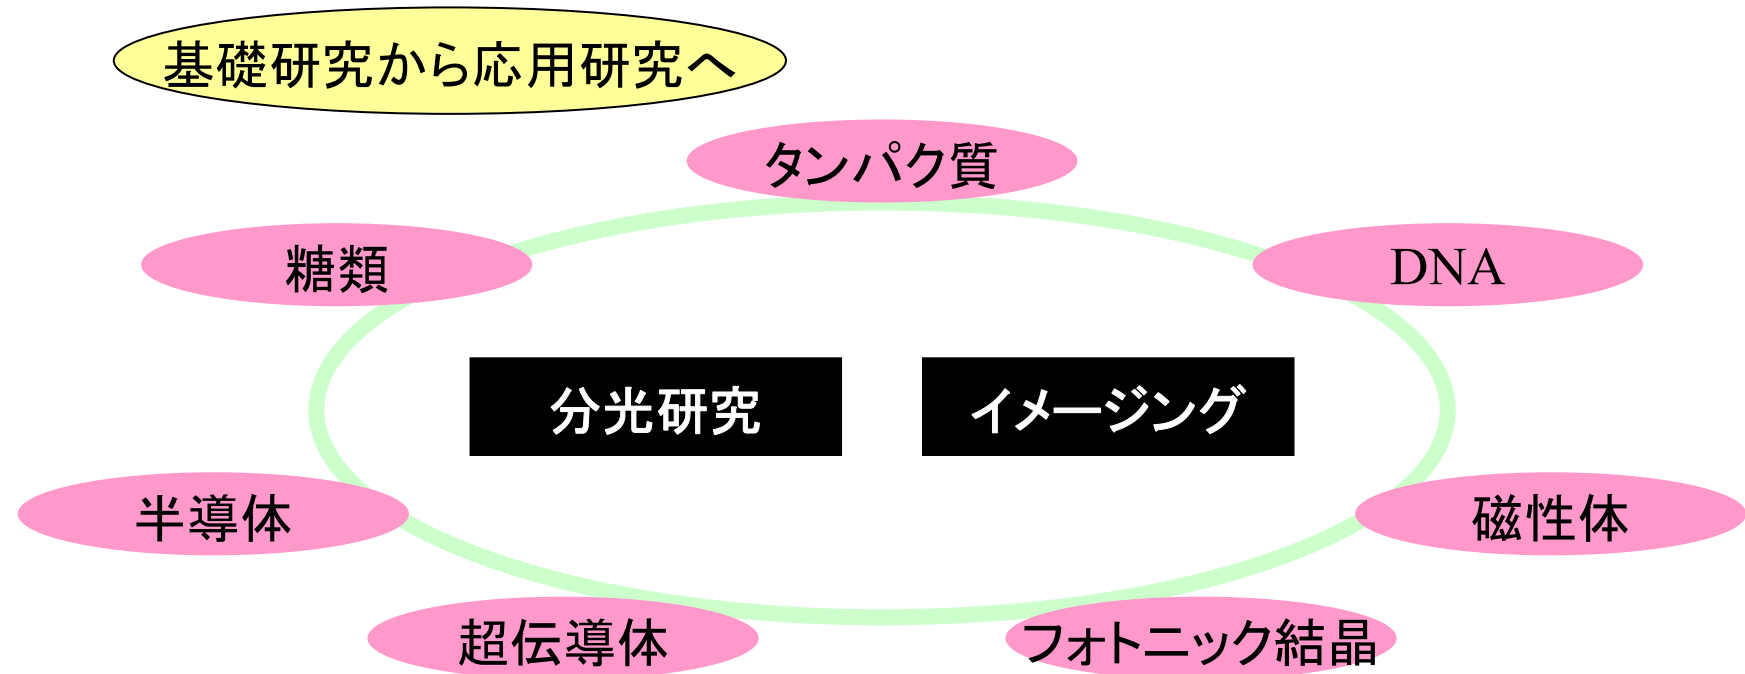 基礎研究から応用研究へ
タンパク質
糖類
DNA
分光研究
イメージング
半導体
磁性体
超伝導体
フォトニック結晶